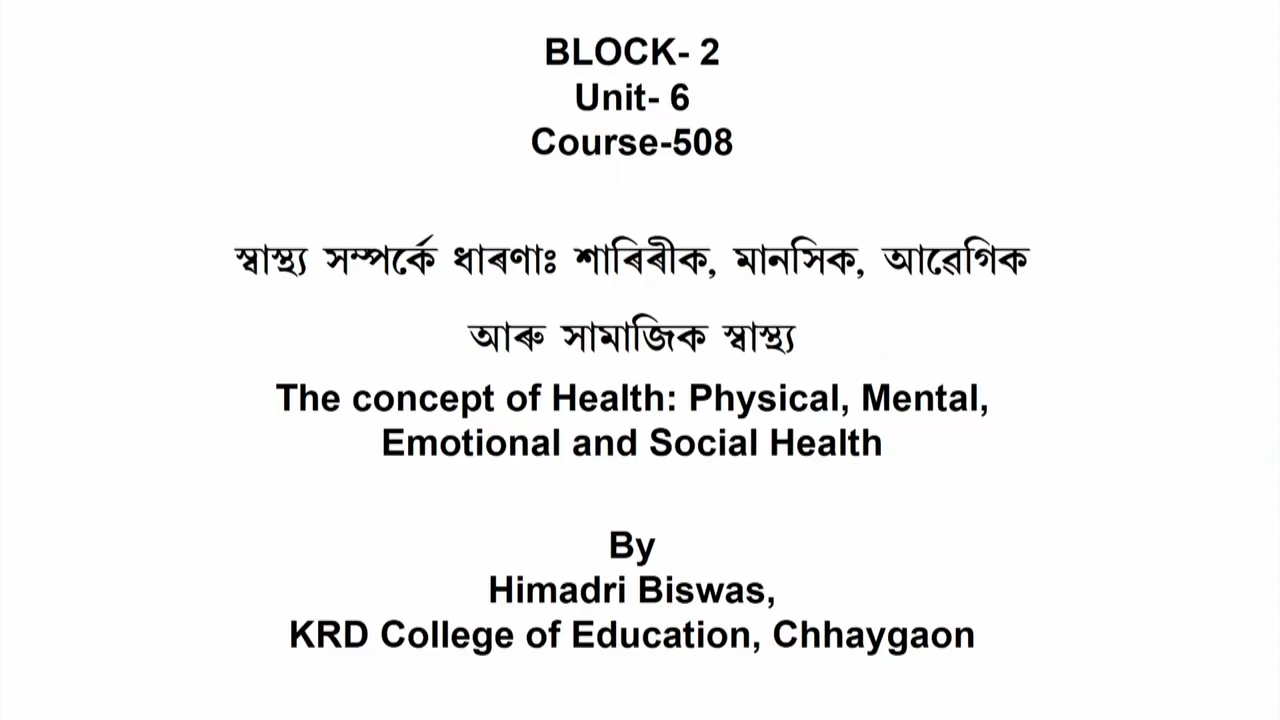 BLOCK- 2
Unit- 6
Course-508
স্বাস্থ্য সম্পৰ্কে ধাৰণাঃ শাৰিৰীক, মানসিক, আৱেগিক
আৰু সামাজিক স্বাস্থ্য
The concept of Health: Physical, Mental,
Emotional and Social Health
By
Himadri Biswas,
KRD College of Education, Chhaygaon